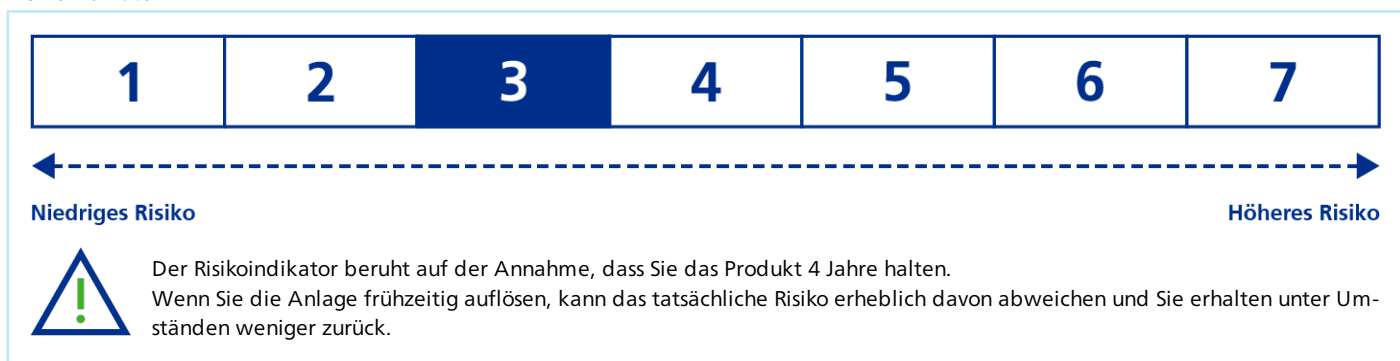 1 2 3 4 5 6 7
Niedriges Risiko Höheres Risiko
Der Risikoindikator beruht auf der Annahme, dass Sie das Produkt 4 Jahre halten.
Wenn Sie die Anlage frühzeitig auflösen, kann das tatsächliche Risiko erheblich davon abweichen und Sie erhalten unter Um-
ständen weniger zurück.